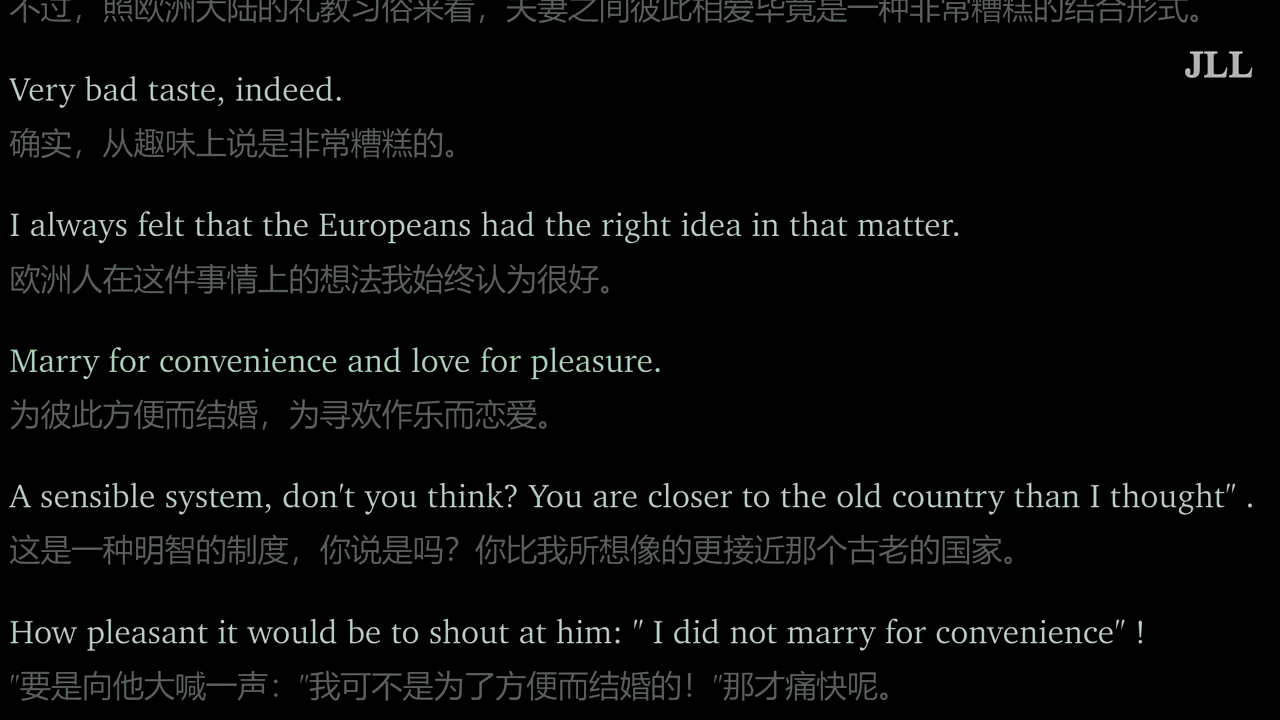 不过，照欧洲大陆的礼教习俗来看，夫妻之间彼此相爱毕竟是一种非常糟糕的结合形式。
JLL
Very bad taste, indeed.
确实，从趣味上说是非常糟糕的。
I always felt that the Europeans had the right idea in that matter.
欧洲人在这件事情上的想法我始终认为很好。
Marry for convenience and love for pleasure.
为彼此方便而结婚，为寻欢作乐而恋爱。
A sensible system, don't you think? You are closer to the old country than I thought" .
这是一种明智的制度，你说是吗？你比我所想像的更接近那个古老的国家。
How pleasant it would be to shout at him: " I did not marry for convenience" !
"要是向他大喊一声："我可不是为了方便而结婚的！"那才痛快呢。